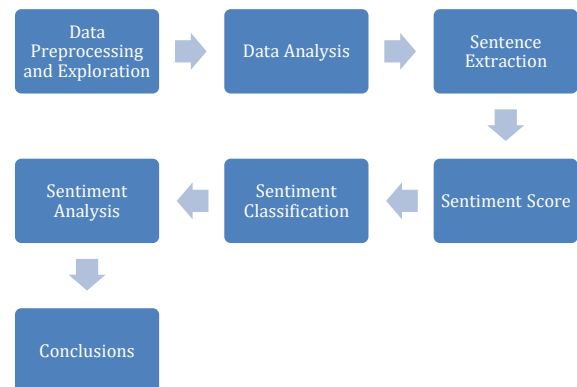 Data
Preprocessing
and Exploration
Data Analysis
Sentence
Extraction
Sentiment Score
Sentiment
Classification
Sentiment
Analysis
Conclusions